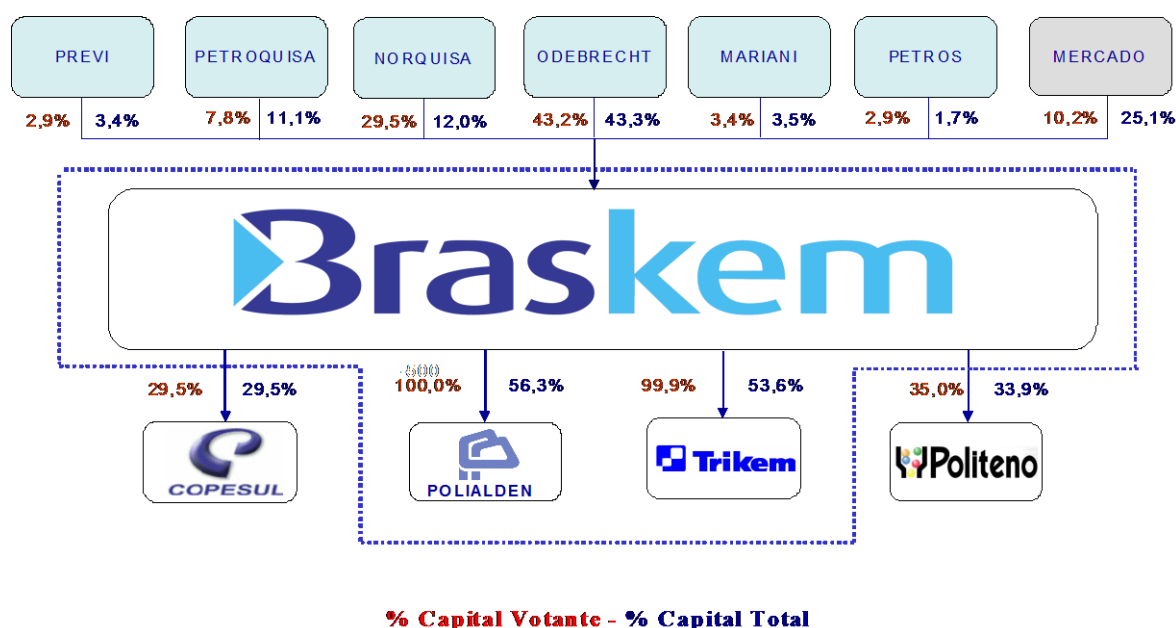 PREVI PETROQUISA NORQUISA ODEBRECHT MARIANI PETROS MERCADO
2,9% 3,4% 7,8% 11,1% 29,5% 12,0% 43,2% 43,3% 3,4% 3,5% 2,9% 1,7% 10,2% 25,1%
Braskem
-500
29,5% 29,5% 100,0% 56,3% 99,9% 53,6% 35,0% 33,9%
COPESUL POLIALDEN Trikem Politeno
% Capital Votante - % Capital Total